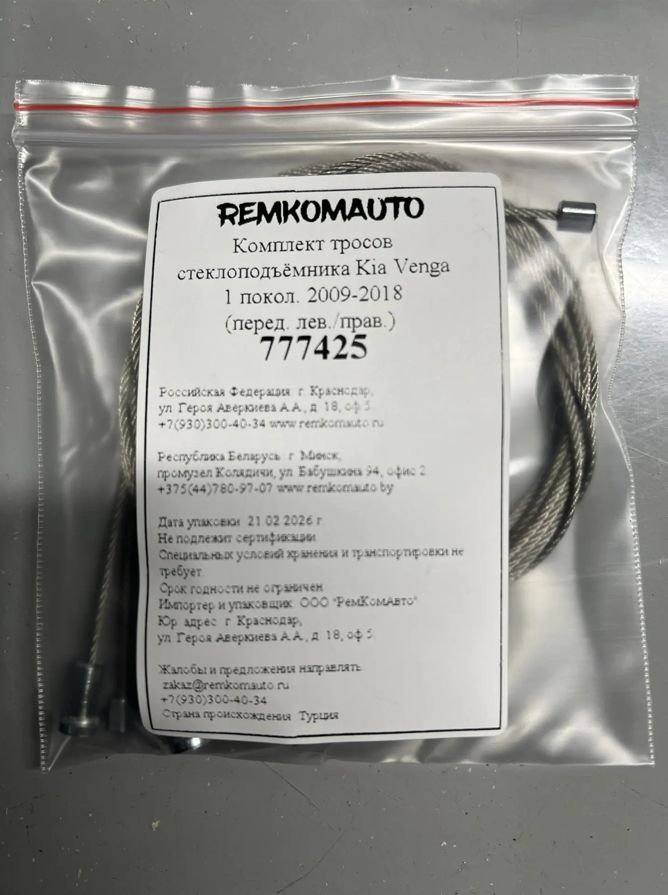 REMKOMAUTO
Комплект тросов
стеклоподъёмника Kia Venga
1 покол. 2009-2018
(перед. лев./прав.)
777425
Российская Федерация г. Краснодар,
ул. Героя Аверкиева А.А., д. 18, оф 5
+7(930)300-40-34 www.remkomauto.ru
Республика Беларусь г. Минск,
промузел Колядичи, ул. Бабушкина 94, офис 2
+375(44)780-97-07 www.remkomauto.by
Дата упаковки 21.02.2026 г.
Не подлежит сертификации
Специальных условий хранения и транспортировки не
требует.
Срок годности не ограничен
Импортер и упаковщик ООО "РемКомАвто"
Юр. адрес г. Краснодар,
ул. Героя Аверкиева А.А., д. 18, оф 5
Жалобы и предложения направлять
zakaz@remkomauto.ru
+7(930)300-40-34
Страна происхождения Турция